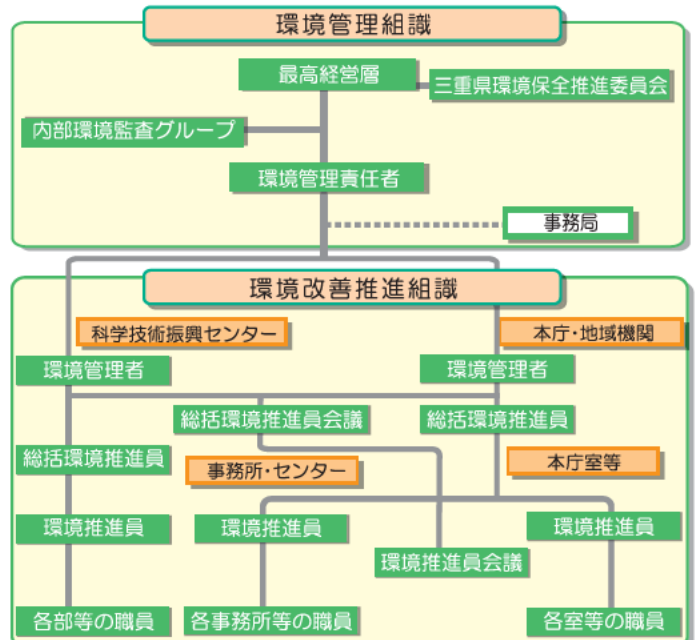 環境管理組識
最高経営層
三重県環境保全推進委員会
内部環境監査グループ
環境管理責任者
事務局
環境改善推進組識
科学技術振興センター
本庁・地域機関
環境管理者
環境管理者
総括環境推進員会議
総括環境推進員
総括環境推進員
事務所・センター
本庁室等
環境推進員
環境推進員
環境推進員
環境推進員会議
各部等の職員
各事務所等の職員
各室等の職員